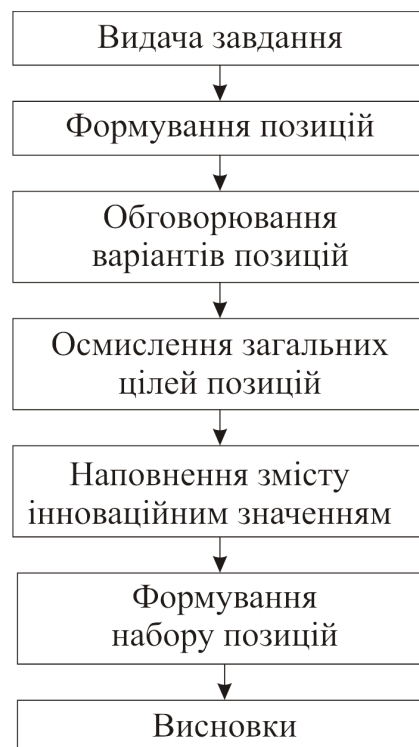 Видача завдання
Формування позицій
Обговорювання
варіантів позицій
Осмислення загальних
цілей позицій
Наповнення змісту
інноваційним значенням
Формування
набору позицій
Висновки